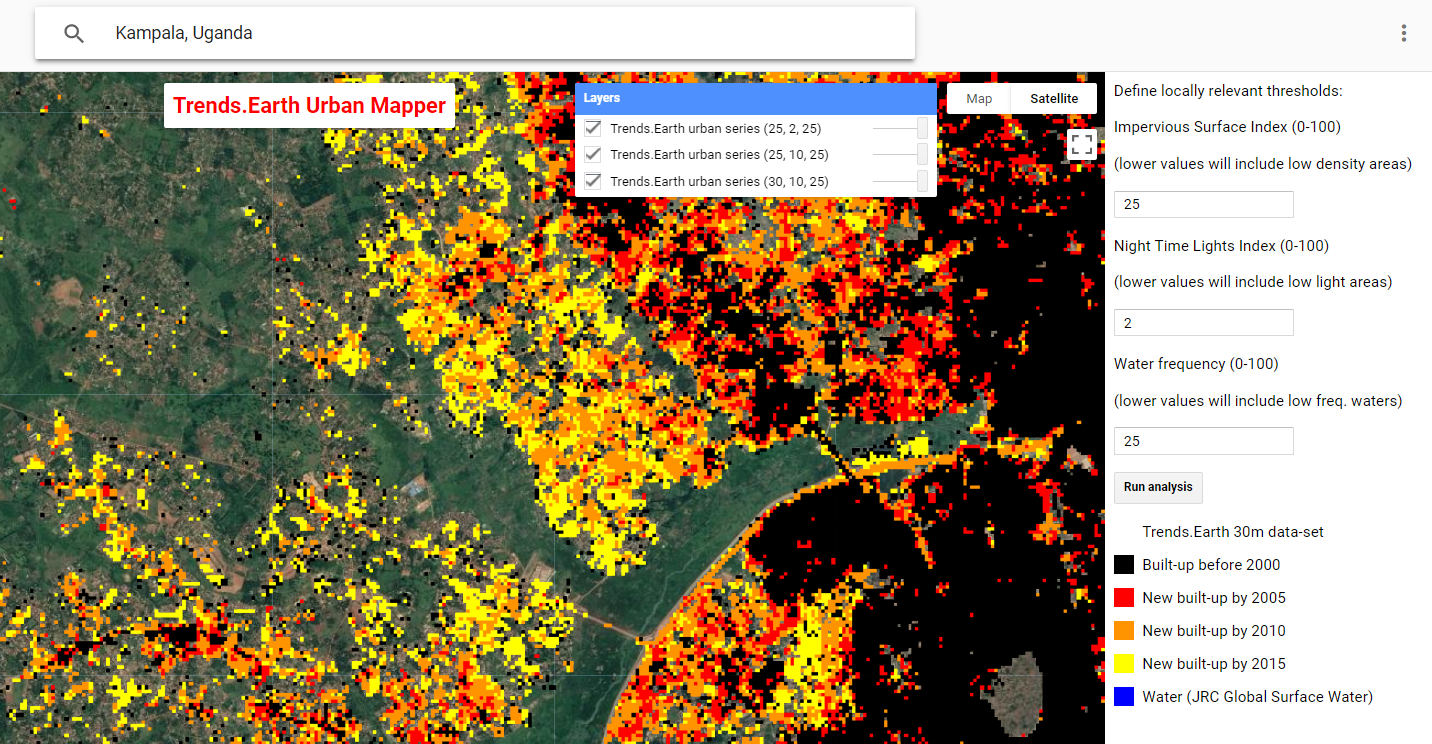 Kampala, Uganda
Trends.Earth Urban Mapper
Layers
Trends.Earth urban series (25, 2, 25)
Trends.Earth urban series (25, 10, 25)
Trends.Earth urban series (30, 10, 25)
Map
Satellite
Define locally relevant thresholds:
Impervious Surface Index (0-100)
(lower values will include low density areas)
25
Night Time Lights Index (0-100)
(lower values will include low light areas)
2
Water frequency (0-100)
(lower values will include low freq. waters)
25
Run analysis
Trends.Earth 30m data-set
Built-up before 2000
New built-up by 2005
New built-up by 2010
New built-up by 2015
Water (JRC Global Surface Water)